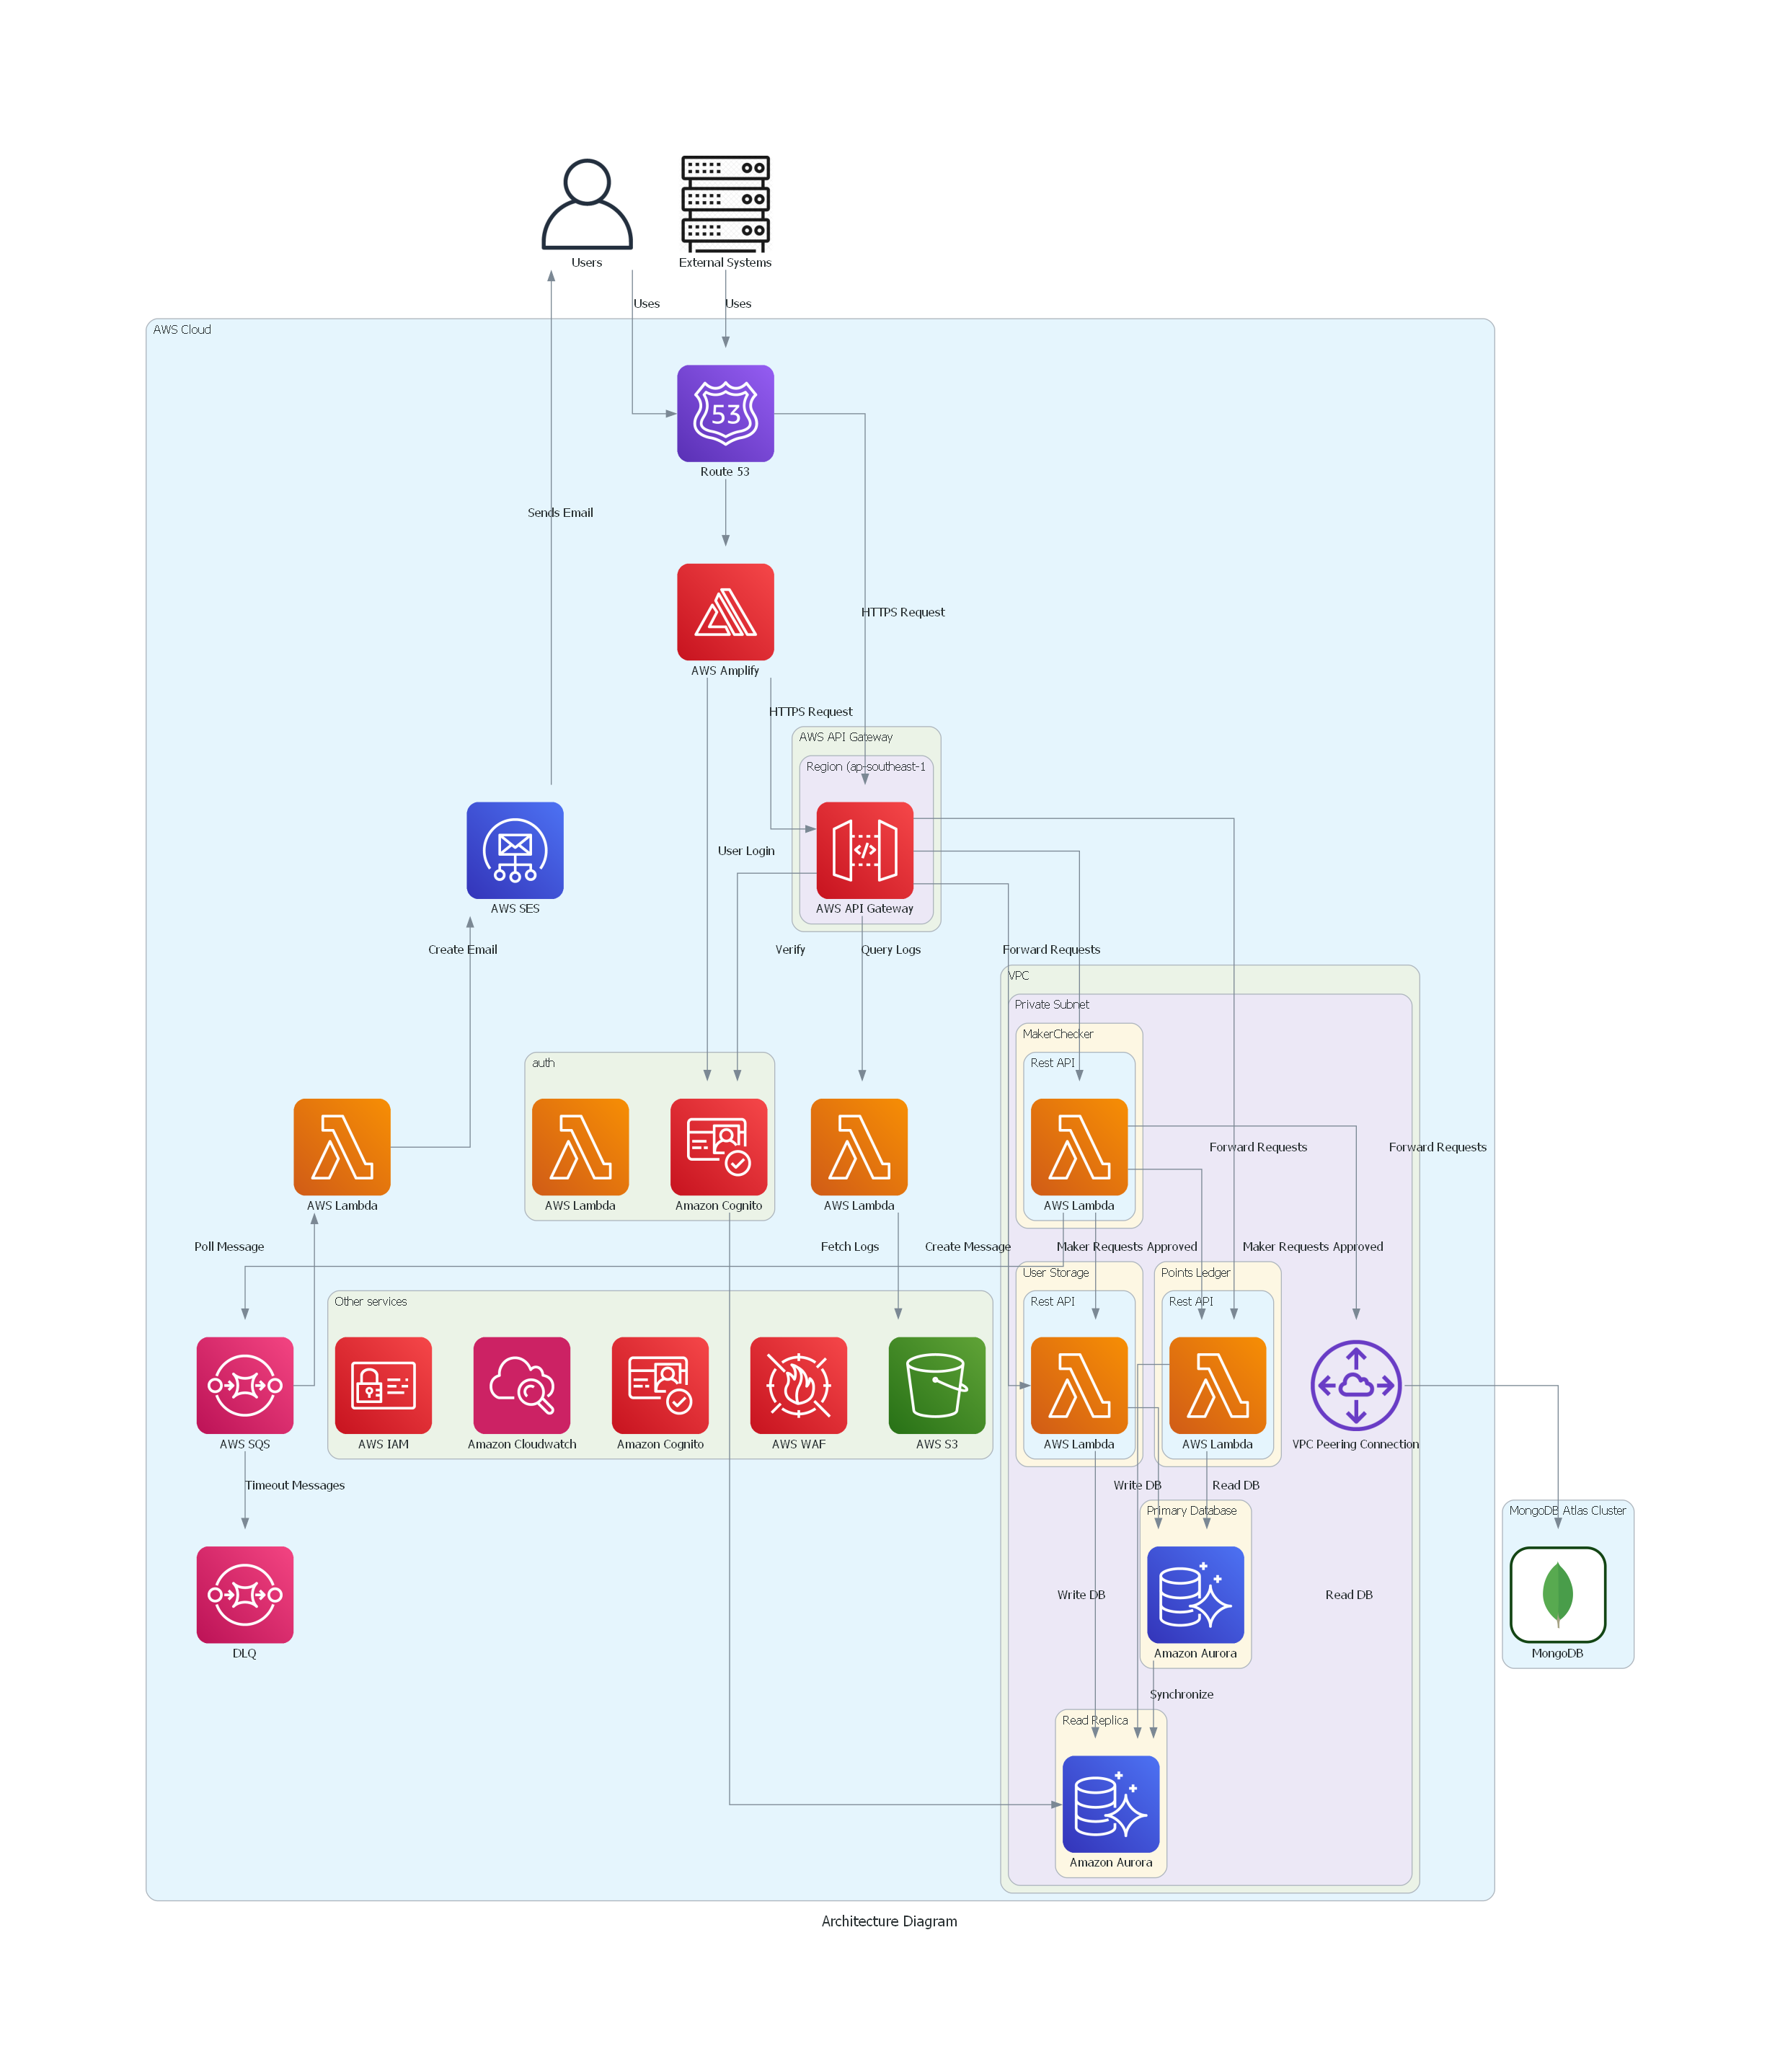 Users
External Systems
Uses
Uses
AWS Cloud
53
Route 53
Sends Email
HTTPS Request
AWS Amplify
HTTPS Request
AWS API Gateway
Region (ap-southeast-1
User Login
AWS SES
AWS API Gateway
Create Email
Verify
Query Logs
Forward Requests
VPC
Private Subnet
MakerChecker
Rest API
auth
Forward Requests
Forward Requests
AWS Lambda
AWS Lambda
Amazon Cognito
AWS Lambda
AWS Lambda
Poll Message
Fetch Logs
Create Message
Maker Requests Approved
Maker Requests Approved
User Storage
Points Ledger
Other services
Rest API
Rest API
AWS SQS
AWS IAM
Amazon Cloudwatch
Amazon Cognito
AWS WAF
AWS S3
AWS Lambda
AWS Lambda
VPC Peering Connection
Timeout Messages
Write DB
Read DB
Primary Database
MongoDB Atlas Cluster
Write DB
Read DB
DLQ
Amazon Aurora
MongoDB
Synchronize
Read Replica
Amazon Aurora
Architecture Diagram